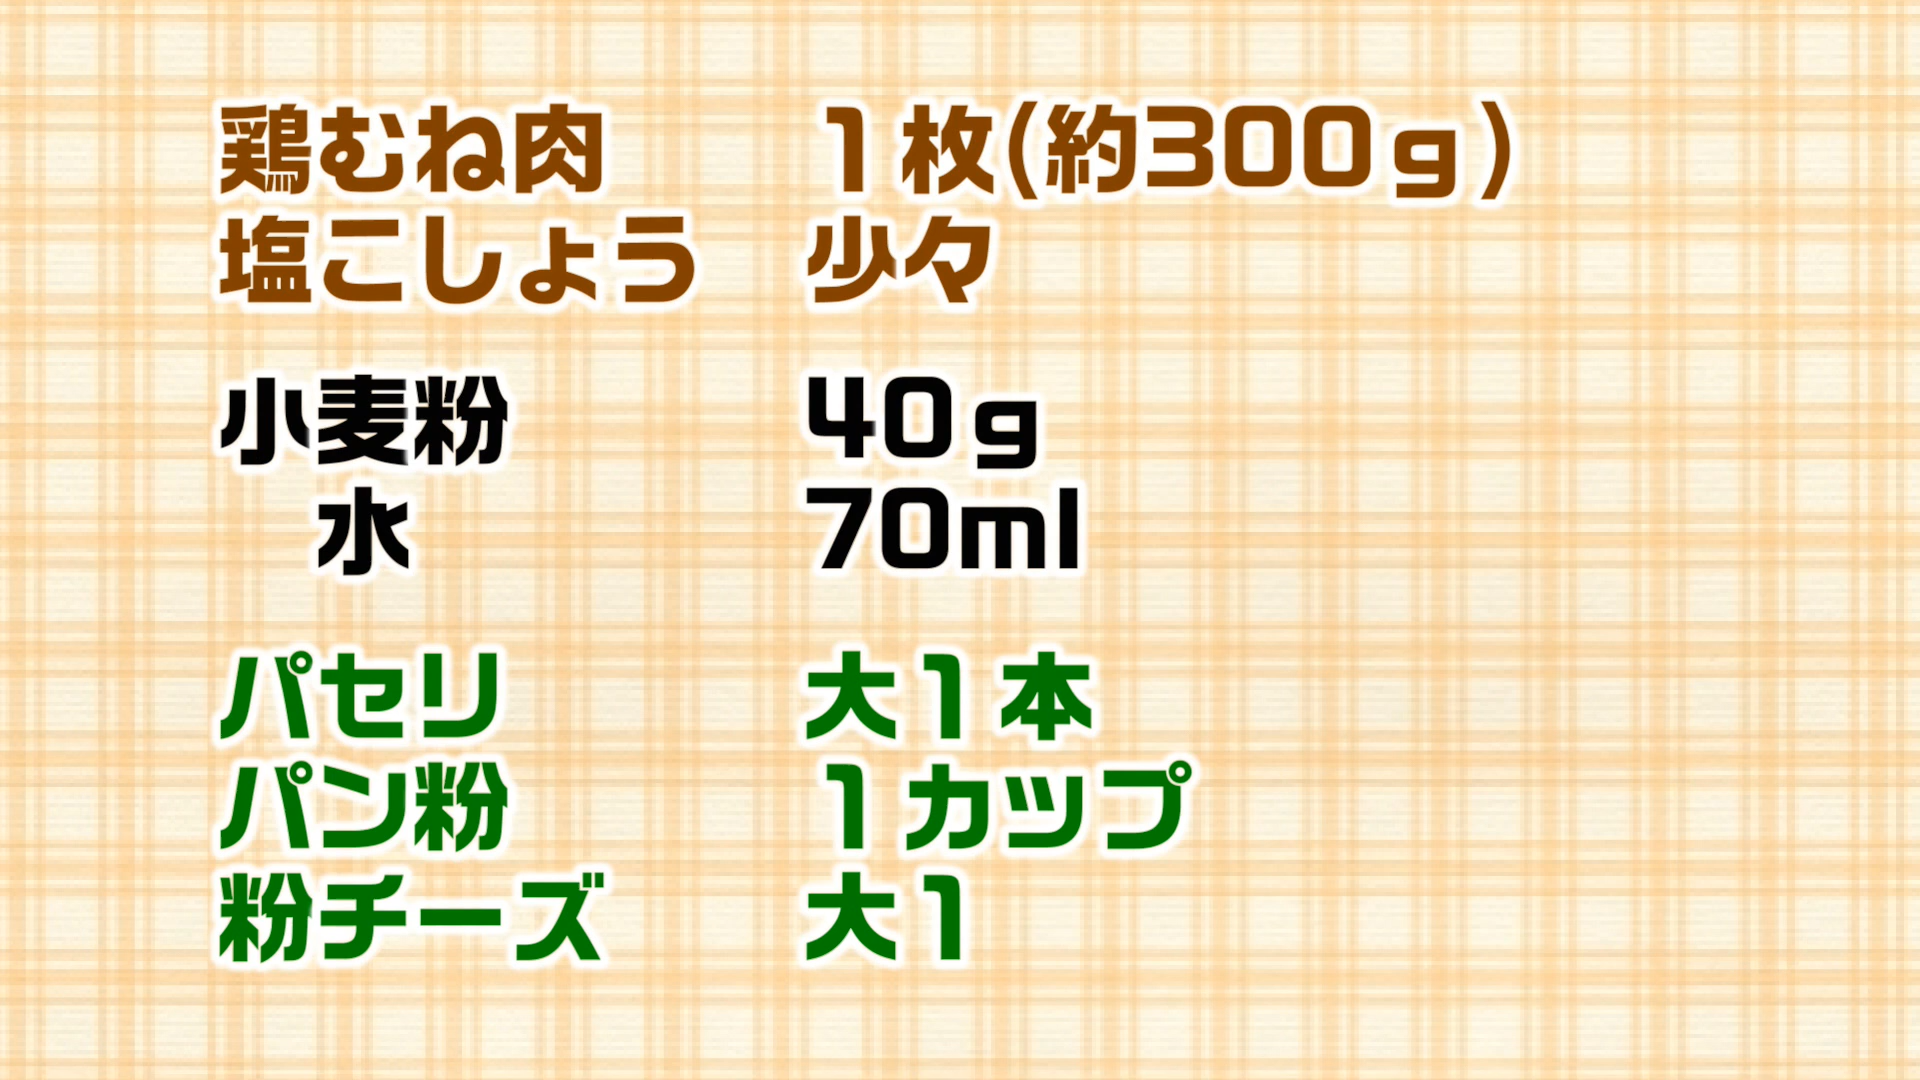 鶏むね肉　１枚(約300ｇ)
塩こしょう　少々
小麦粉　40ｇ
水　70ml
パセリ　大１本
パン粉　１カップ
粉チーズ　大１